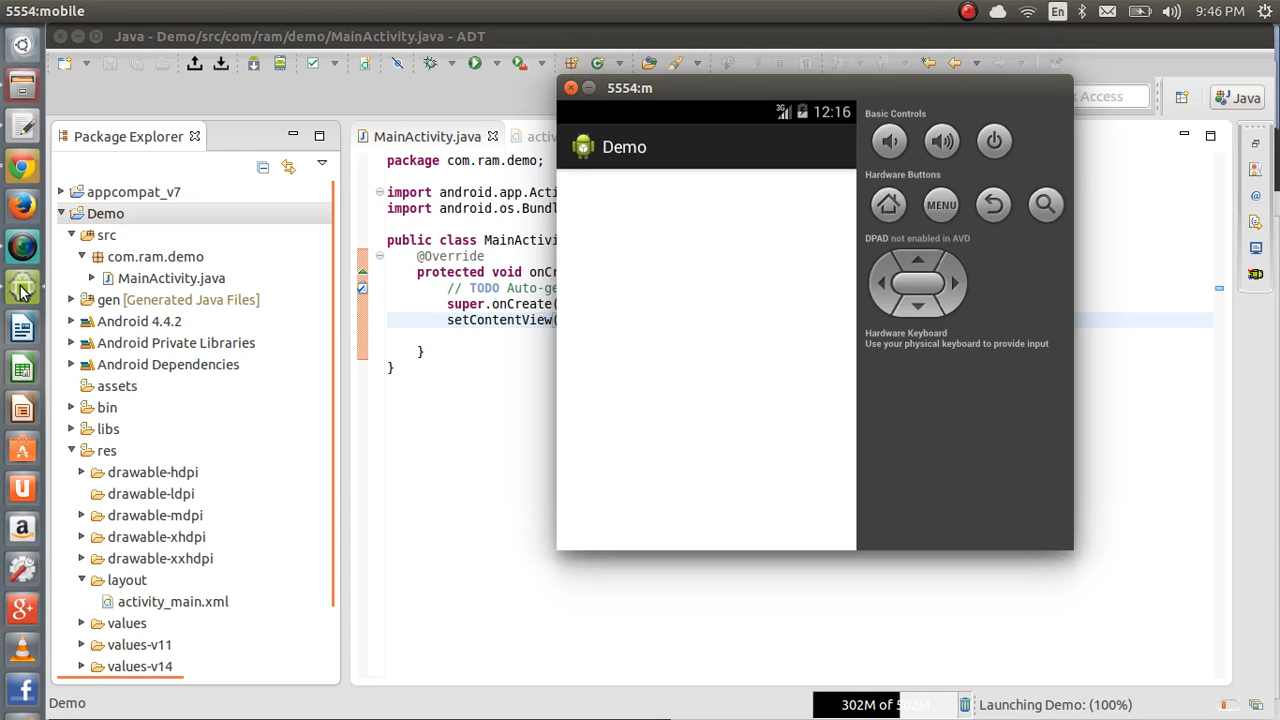 5554:mobile
En
9:46 PM
Java - Demo/src/com/ram/demo/MainActivity.java - ADT
Access
Java
Package Explorer
appcompat_v7
Demo
src
com.ram.demo
MainActivity.java
gen [Generated Java Files]
Android 4.4.2
Android Private Libraries
Android Dependencies
assets
bin
libs
res
drawable-hdpi
drawable-ldpi
drawable-mdpi
drawable-xhdpi
drawable-xxhdpi
layout
activity_main.xml
values
values-v11
values-v14
MainActivity.java
activ
package com.ram.demo;
import android.app.Acti
import android.os.Bundl
public class MainActivi
@Override
protected void onCr
// TODO Auto-ge
super.onCreate(
setContentView(
}
}
5554:m
3G
12:16
Demo
Basic Controls
Hardware Buttons
MENU
DPAD not enabled in AVD
Hardware Keyboard
Use your physical keyboard to provide input
Demo
302M of
Launching Demo: (100%)